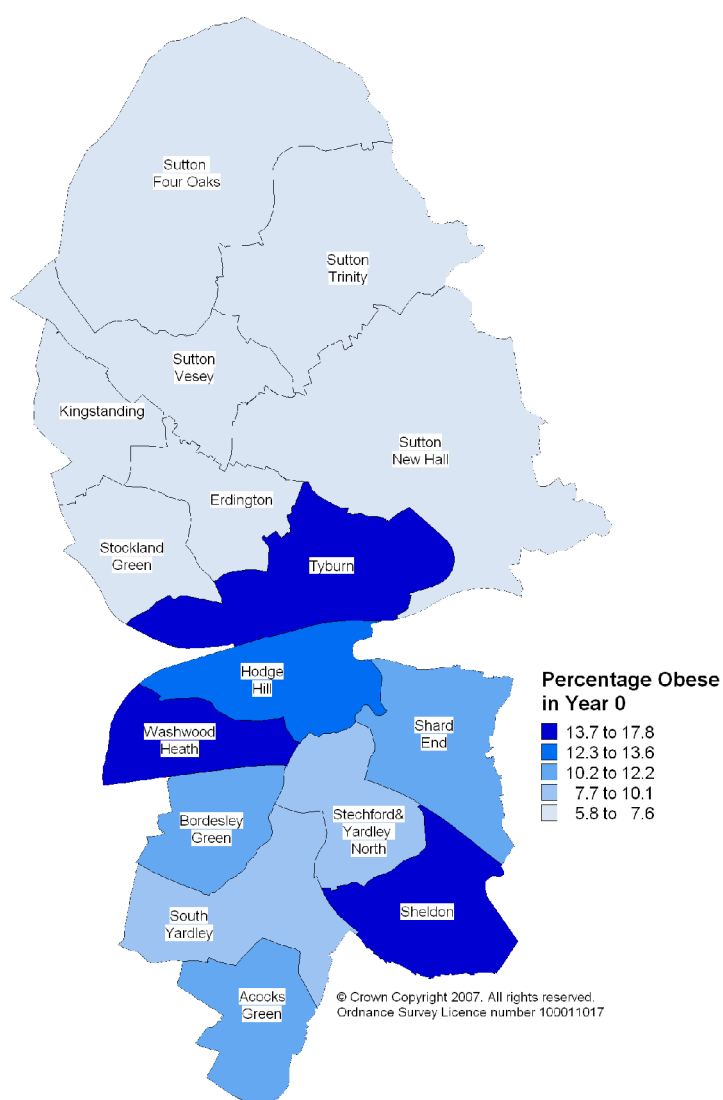 Sutton
Four Oaks
Sutton
Trinity
Sutton
Vesey
Kingstanding
Sutton
New Hall
Erdington
Stockland
Green
Tyburn
Hodge
Hill
Washwood
Heath
Shard
End
Bordesley
Green
Stechford&
Yardley
North
South
Yardley
Sheldon
Acocks
Green
Percentage Obese
in Year 0
13.7 to 17.8
12.3 to 13.6
10.2 to 12.2
7.7 to 10.1
5.8 to 7.6
© Crown Copyright 2007. All rights reserved.
Ordnance Survey Licence number 100011017